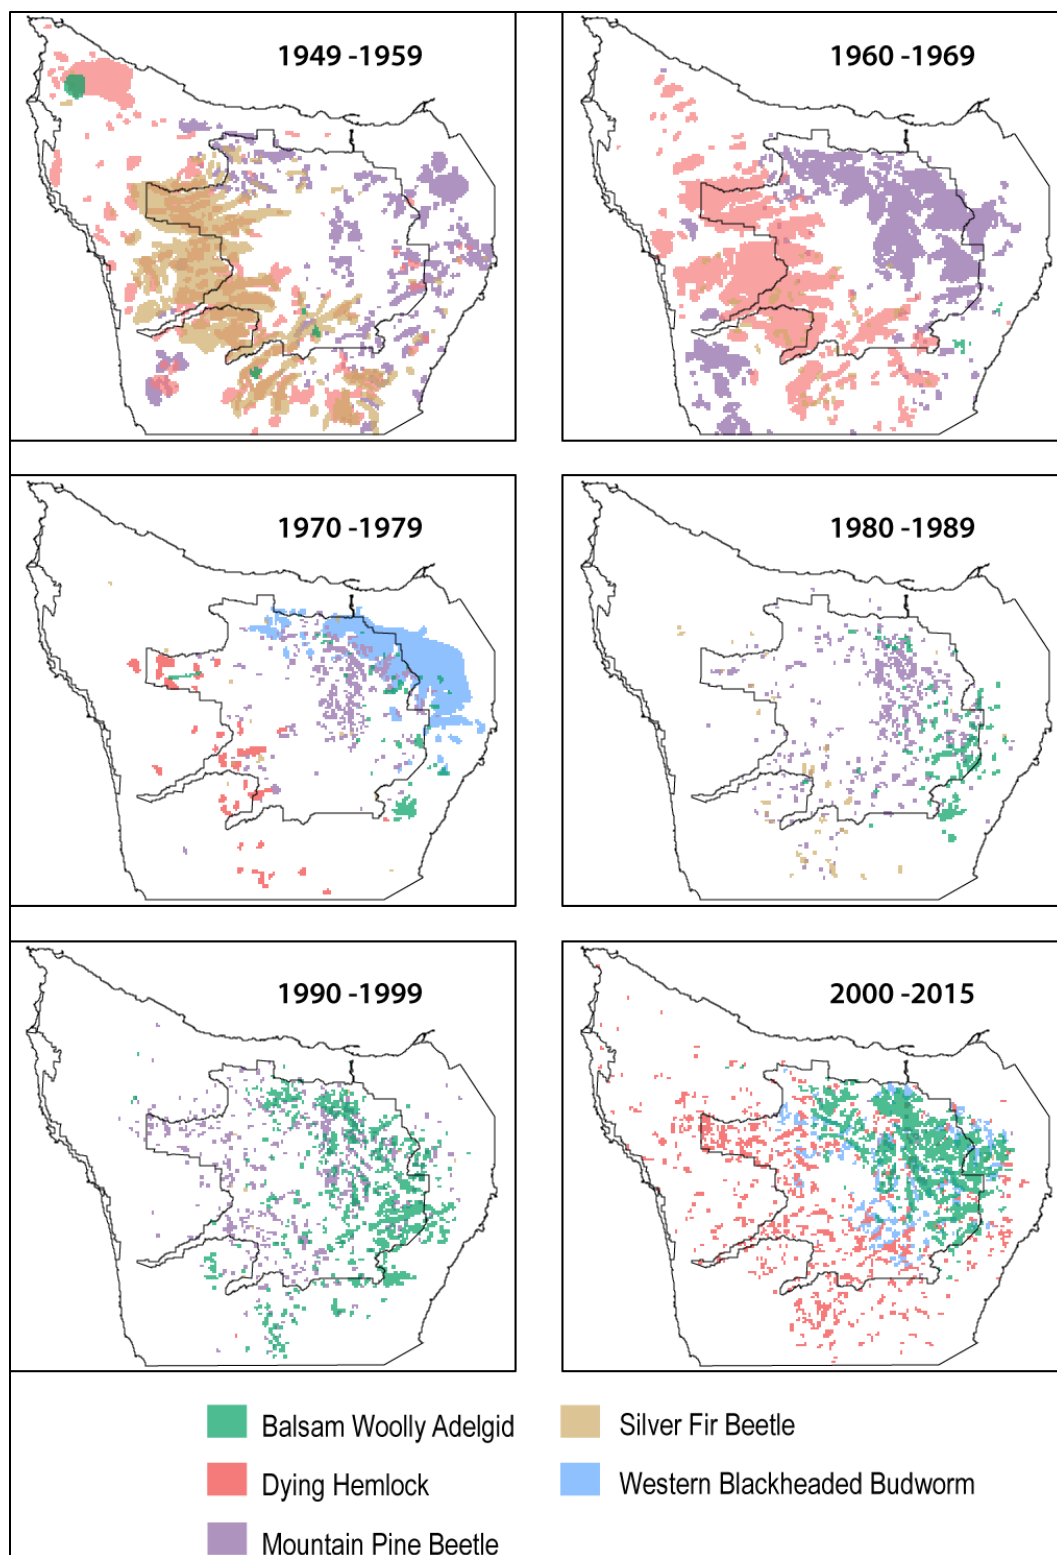 1949 -1959
1960 -1969
1970 -1979
1980 -1989
1990 -1999
2000 -2015
Balsam Woolly Adelgid
Silver Fir Beetle
Dying Hemlock
Western Blackheaded Budworm
Mountain Pine Beetle